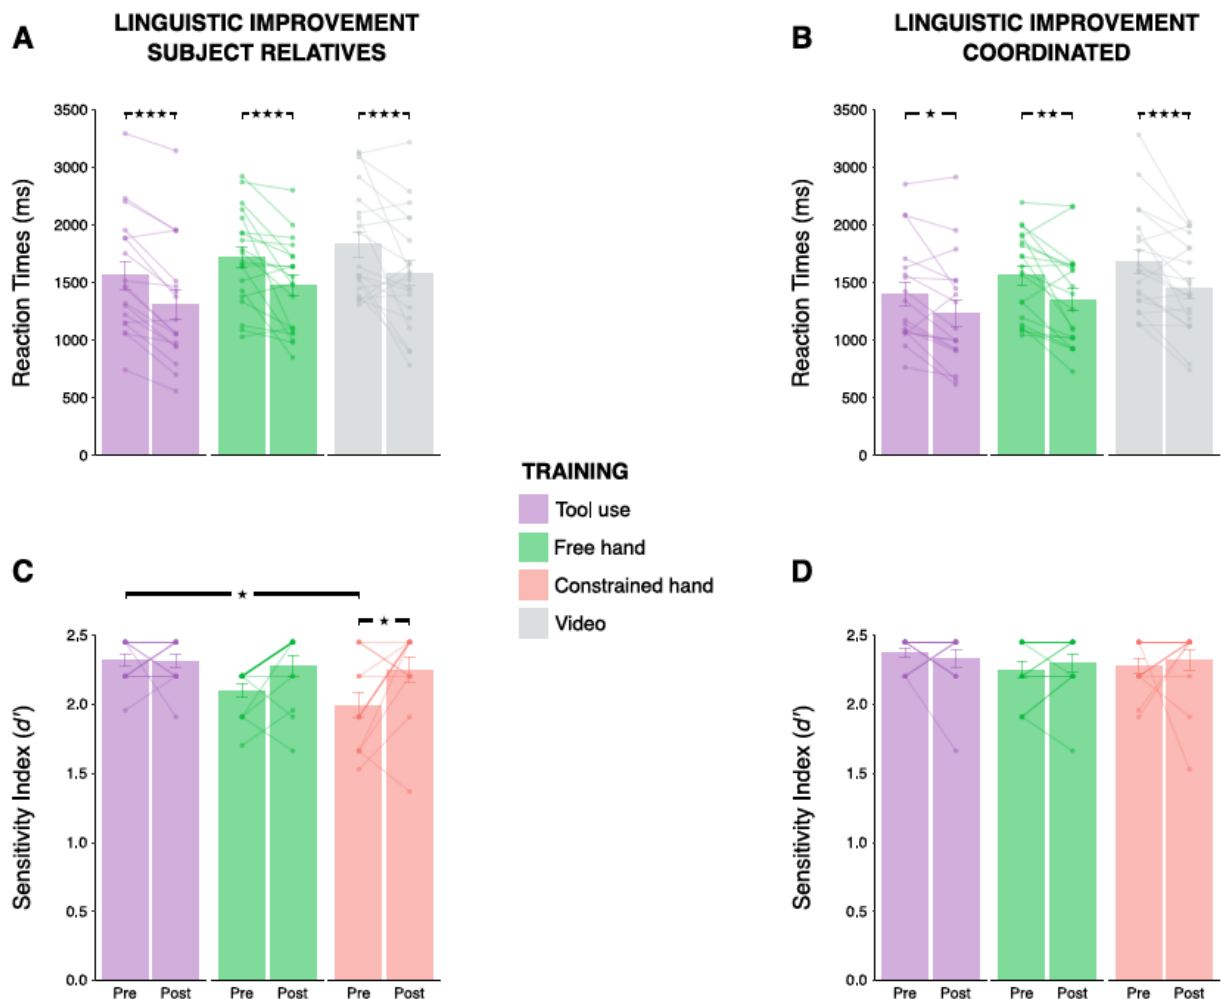 A
LINGUISTIC IMPROVEMENT
SUBJECT RELATIVES
B
LINGUISTIC IMPROVEMENT
COORDINATED
Reaction Times (ms)
3500
3000
2000
1500
1000
500
0
★★★
★★★
★★★
Reaction Times (ms)
3500
3000
2000
1500
1000
500
0
★
★★
★★★
TRAINING
Tool use
Free hand
Constrained hand
Video
C
Sensitivity Index (d')
2.5
2.0
1.5
1.0
0.5
0.0
★
★
Pre Post Pre Post Pre Post
D
Sensitivity Index (d')
2.5
2.0
1.5
1.0
0.5
0.0
Pre Post Pre Post Pre Post